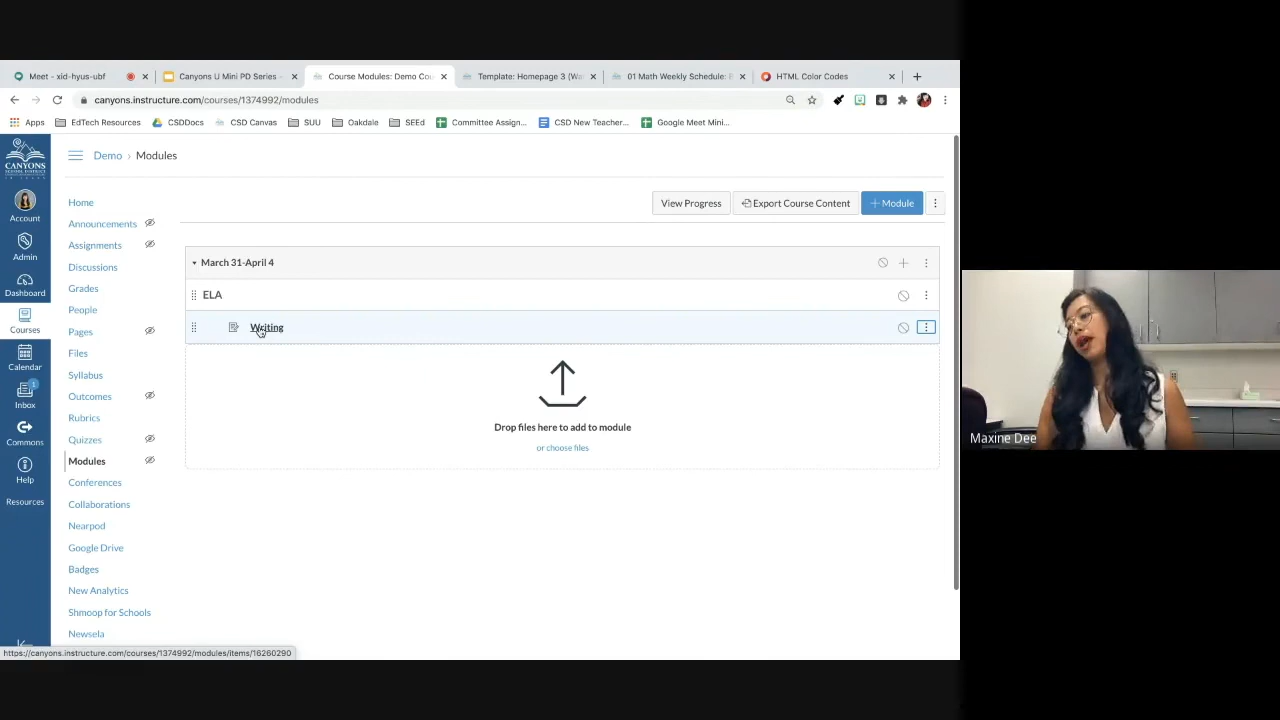 Meet - xid-hyus-ubf
Canyons U Mini PD Series -
Course Modules: Demo Cou
Template: Homepage 3 (Wa
01 Math Weekly Schedule: B
HTML Color Codes
canyons.instructure.com/courses/1374992/modules
Apps
EdTech Resources
CSDDocs
CSD Canvas
SUU
Oakdale
SEEd
Committee Assign...
CSD New Teacher...
Google Meet Mini...
CANYONS
Account
Admin
Dashboard
Courses
Calendar
1
Inbox
Commons
Help
Resources
Demo › Modules
Home
Announcements
Assignments
Discussions
Grades
People
Pages
Files
Syllabus
Outcomes
Rubrics
Quizzes
Modules
Conferences
Collaborations
Nearpod
Google Drive
Badges
New Analytics
Shmoop for Schools
Newsela
View Progress
Export Course Content
+ Module
March 31-April 4
ELA
Writing
Drop files here to add to module
or choose files
https://canyons.instructure.com/courses/1374992/modules/items/16260290
Maxine Dee